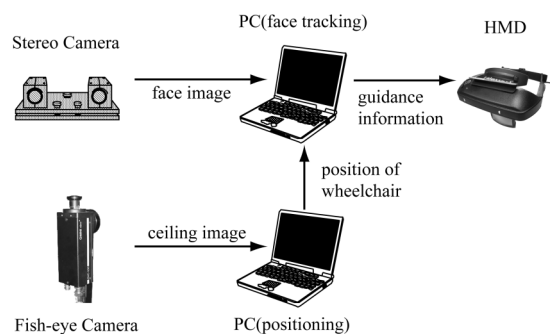 PC(face tracking)
HMD
Stereo Camera
face image
guidance
information
position of
wheelchair
ceiling image
Fish-eye Camera
PC(positioning)